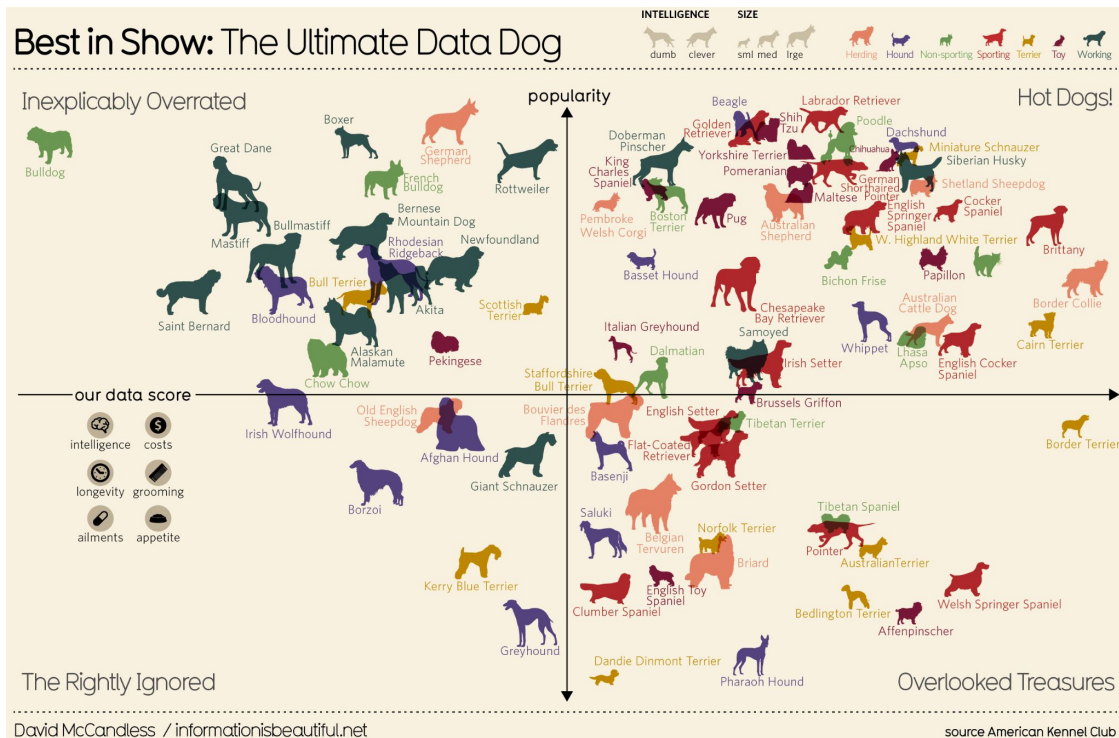 Best in Show: The Ultimate Data Dog
INTELLIGENCE
dumb
clever
SIZE
sml
med
lrge
Herding
Hound
Non-sporting
Sporting
Terrier
Toy
Working
Inexplicably Overrated
popularity
Hot Dogs!
Bulldog
Great Dane
Boxer
German
Shepherd
French
Bulldog
Rottweiler
Mastiff
Bullmastiff
Bernese
Mountain Dog
Rhodesian
Ridgeback
Newfoundland
Saint Bernard
Bloodhound
Bull Terrier
Akita
Scottish
Terrier
Alaskan
Malamute
Pekingese
Chow Chow
Beagle
Golden
Retriever
Shih
Tzu
Labrador Retriever
Poodle
Dachshund
Miniature Schnauzer
Siberian Husky
Doberman
Pinscher
Yorkshire Terrier
Chihuahua
King
Charles
Spaniel
Pomeranian
German
Shorthaired
Pointer
Shetland Sheepdog
Maltese
Pembroke
Welsh Corgi
Boston
Terrier
Pug
Australian
Shepherd
English
Springer
Spaniel
Cocker
Spaniel
Brittany
W. Highland White Terrier
Basset Hound
Bichon Frise
Papillon
Border Collie
Chesapeake
Bay Retriever
Australian
Cattle Dog
Whippet
Lhasa
Apso
English Cocker
Spaniel
Cairn Terrier
Italian Greyhound
Samoyed
Dalmatian
Irish Setter
Staffordshire
Bull Terrier
Brussels Griffon
our data score
intelligence
costs
longevity
grooming
ailments
appetite
Irish Wolfhound
Old English
Sheepdog
Afghan Hound
Bouvier des
Flandres
English Setter
Tibetan Terrier
Flat-Coated
Retriever
Border Terrier
Borzoi
Giant Schnauzer
Basenji
Gordon Setter
Saluki
Belgian
Tervuren
Norfolk Terrier
Briard
Tibetan Spaniel
Pointer
AustralianTerrier
Kerry Blue Terrier
Clumber Spaniel
English Toy
Spaniel
Bedlington Terrier
Welsh Springer Spaniel
Affenpinscher
Greyhound
Dandie Dinmont Terrier
Pharaoh Hound
The Rightly Ignored
Overlooked Treasures
David McCandless / informationisbeautiful.net
source American Kennel Club